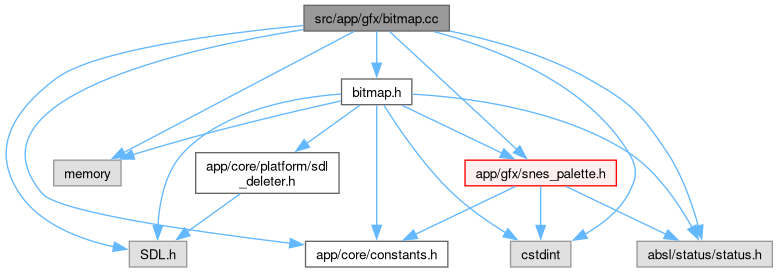 src/app/gfx/bitmap.cc
bitmap.h
memory
app/core/platform/sdl
_deleter.h
app/gfx/snes_palette.h
SDL.h
app/core/constants.h
cstdint
absl/status/status.h